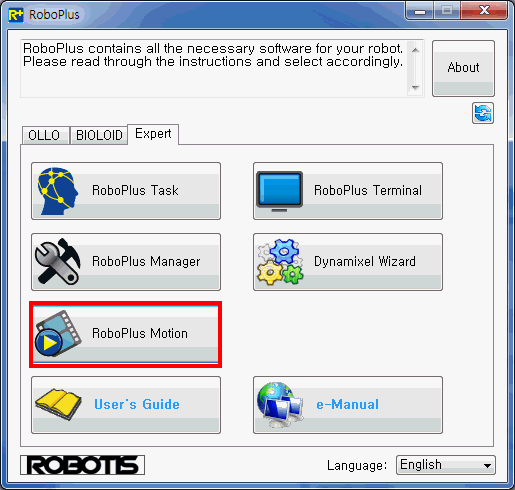 R+ RoboPlus
RoboPlus contains all the necessary software for your robot.
Please read through the instructions and select accordingly.
About
OLLO BIOLOID Expert
RoboPlus Task RoboPlus Terminal
RoboPlus Manager Dynamixel Wizard
RoboPlus Motion
User's Guide e-Manual
ROBOTIS Language: English